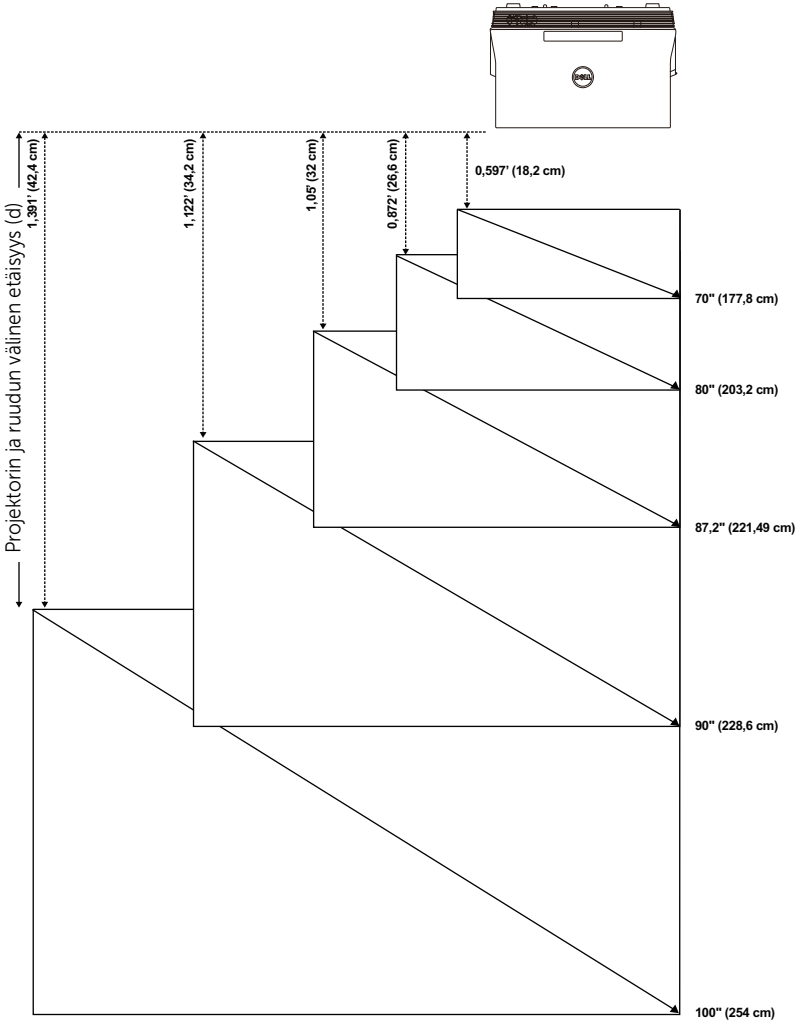 DELL
Projektorin ja ruudun välinen etäisyys (d)
1,391' (42,4 cm)
1,122' (34,2 cm)
1,05' (32 cm)
0,872' (26,6 cm)
0,597' (18,2 cm)
70" (177,8 cm)
80" (203,2 cm)
87,2" (221,49 cm)
90" (228,6 cm)
100" (254 cm)